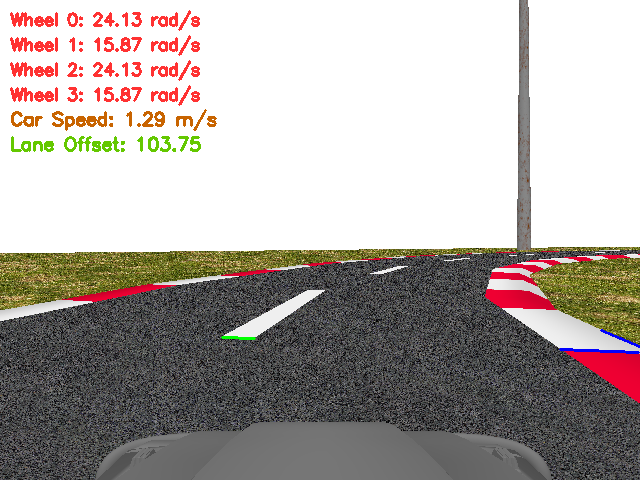 Wheel 0: 24.13 rad/s
Wheel 1: 15.87 rad/s
Wheel 2: 24.13 rad/s
Wheel 3: 15.87 rad/s
Car Speed: 1.29 m/s
Lane Offset: 103.75